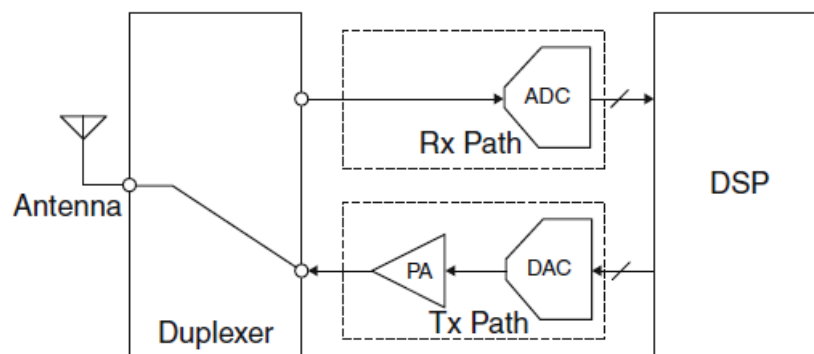 ADC
Rx Path
DSP
Antenna
PA
DAC
Tx Path
Duplexer